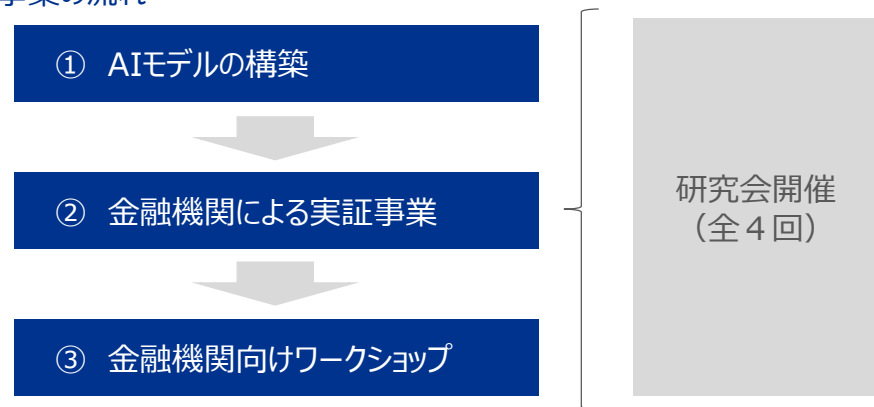 事業の流れ
① AIモデルの構築
② 金融機関による実証事業
③ 金融機関向けワークショップ
研究会開催
（全４回）